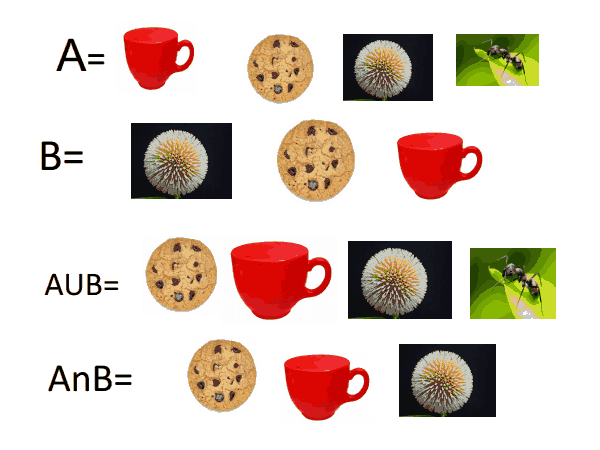 A=
B=
AUB=
AnB=